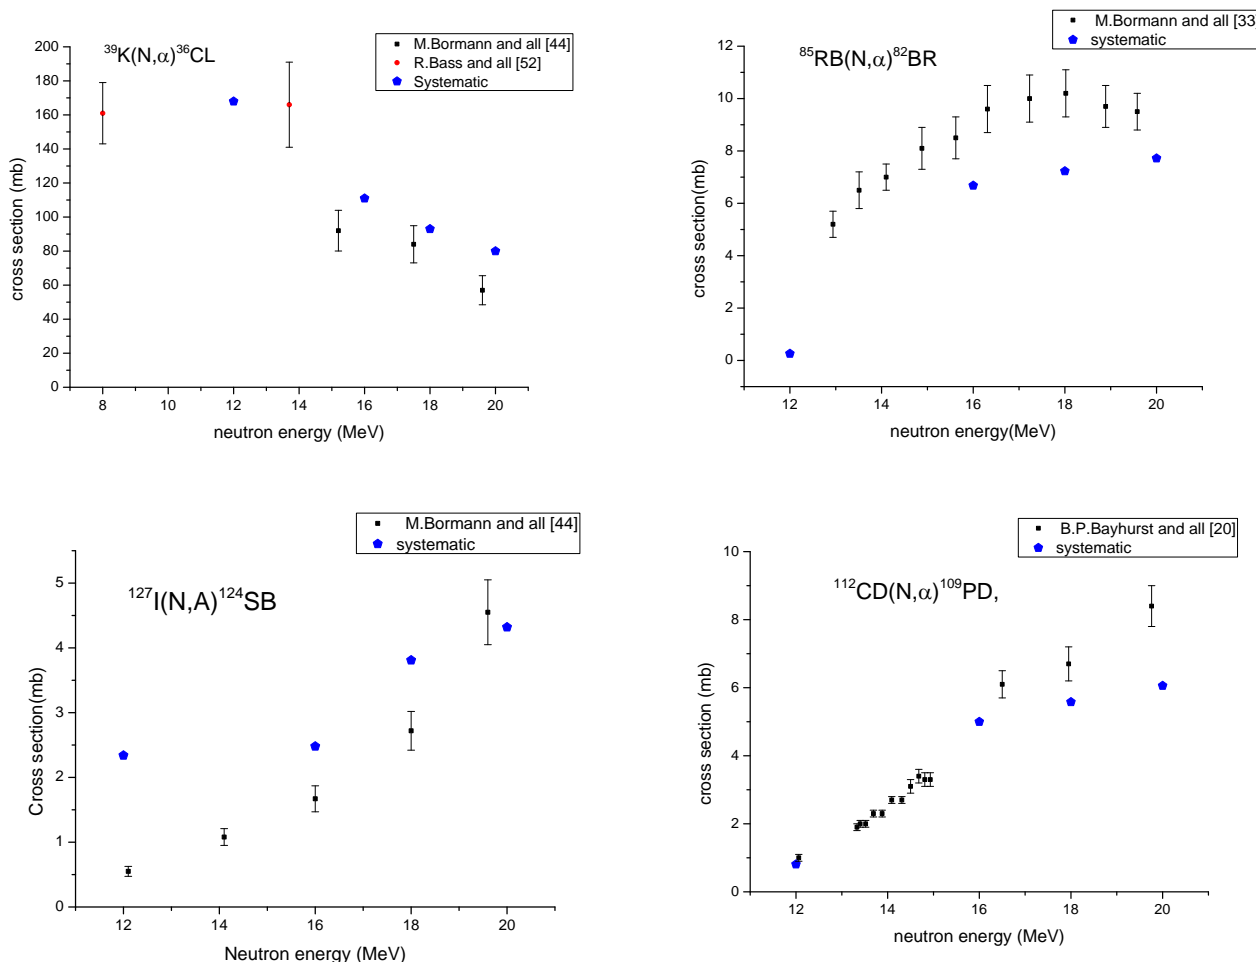 M.Bormann and all [44]
R.Bass and all [52]
Systematic
³⁹K(N,α)³⁶CL
200
180
160
140
120
100
80
60
40
20
0
cross section (mb)
8 10 12 14 16 18 20
neutron energy (MeV)
M.Bormann and all [33]
systematic
⁸⁵RB(N,α)⁸²BR
12
10
8
6
4
2
0
cross section(mb)
12 14 16 18 20
neutron energy(MeV)
M.Bormann and all [44]
systematic
¹²⁷I(N,A)¹²⁴SB
5
4
3
2
1
0
Cross section(mb)
12 14 16 18 20
Neutron energy (MeV)
B.P.Bayhurst and all [20]
systematic
¹¹²CD(N,α)¹⁰⁹PD,
10
8
6
4
2
0
cross section (mb)
12 14 16 18 20
neutron energy (MeV)